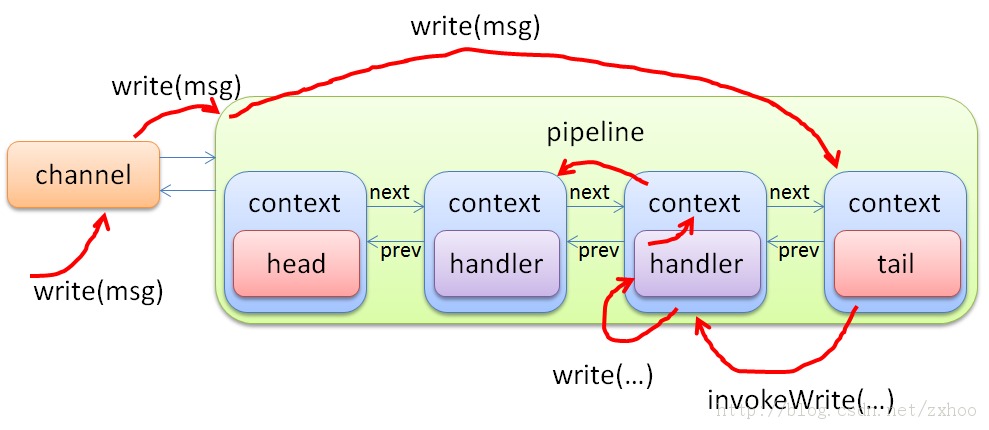 write(msg)
write(msg)
pipeline
channel
write(msg)
context
next
context
next
context
next
context
prev
prev
prev
head
handler
handler
tail
write(...)
invokeWrite(...)
http://blog.csdn.net/zxhoo